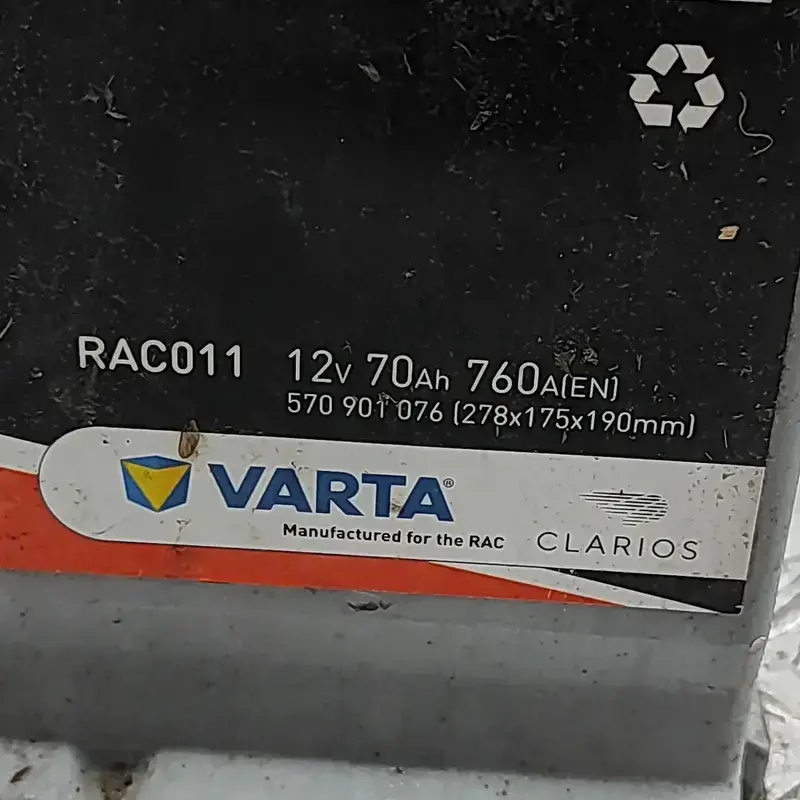 RAC011 12V 70Ah 760A(EN)
570 901 076 (278x175x190mm)
VARTA®
Manufactured for the RAC
CLARIOS